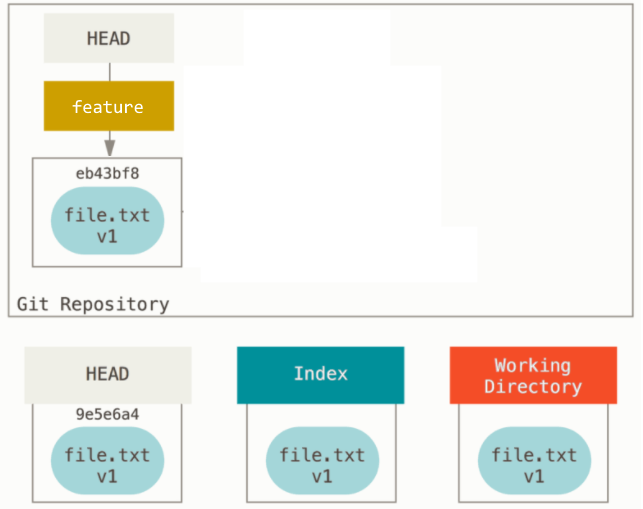 HEAD
feature
eb43bf8
file.txt
v1
Git Repository
HEAD
Index
Working
Directory
9e5e6a4
file.txt
v1
file.txt
v1
file.txt
v1